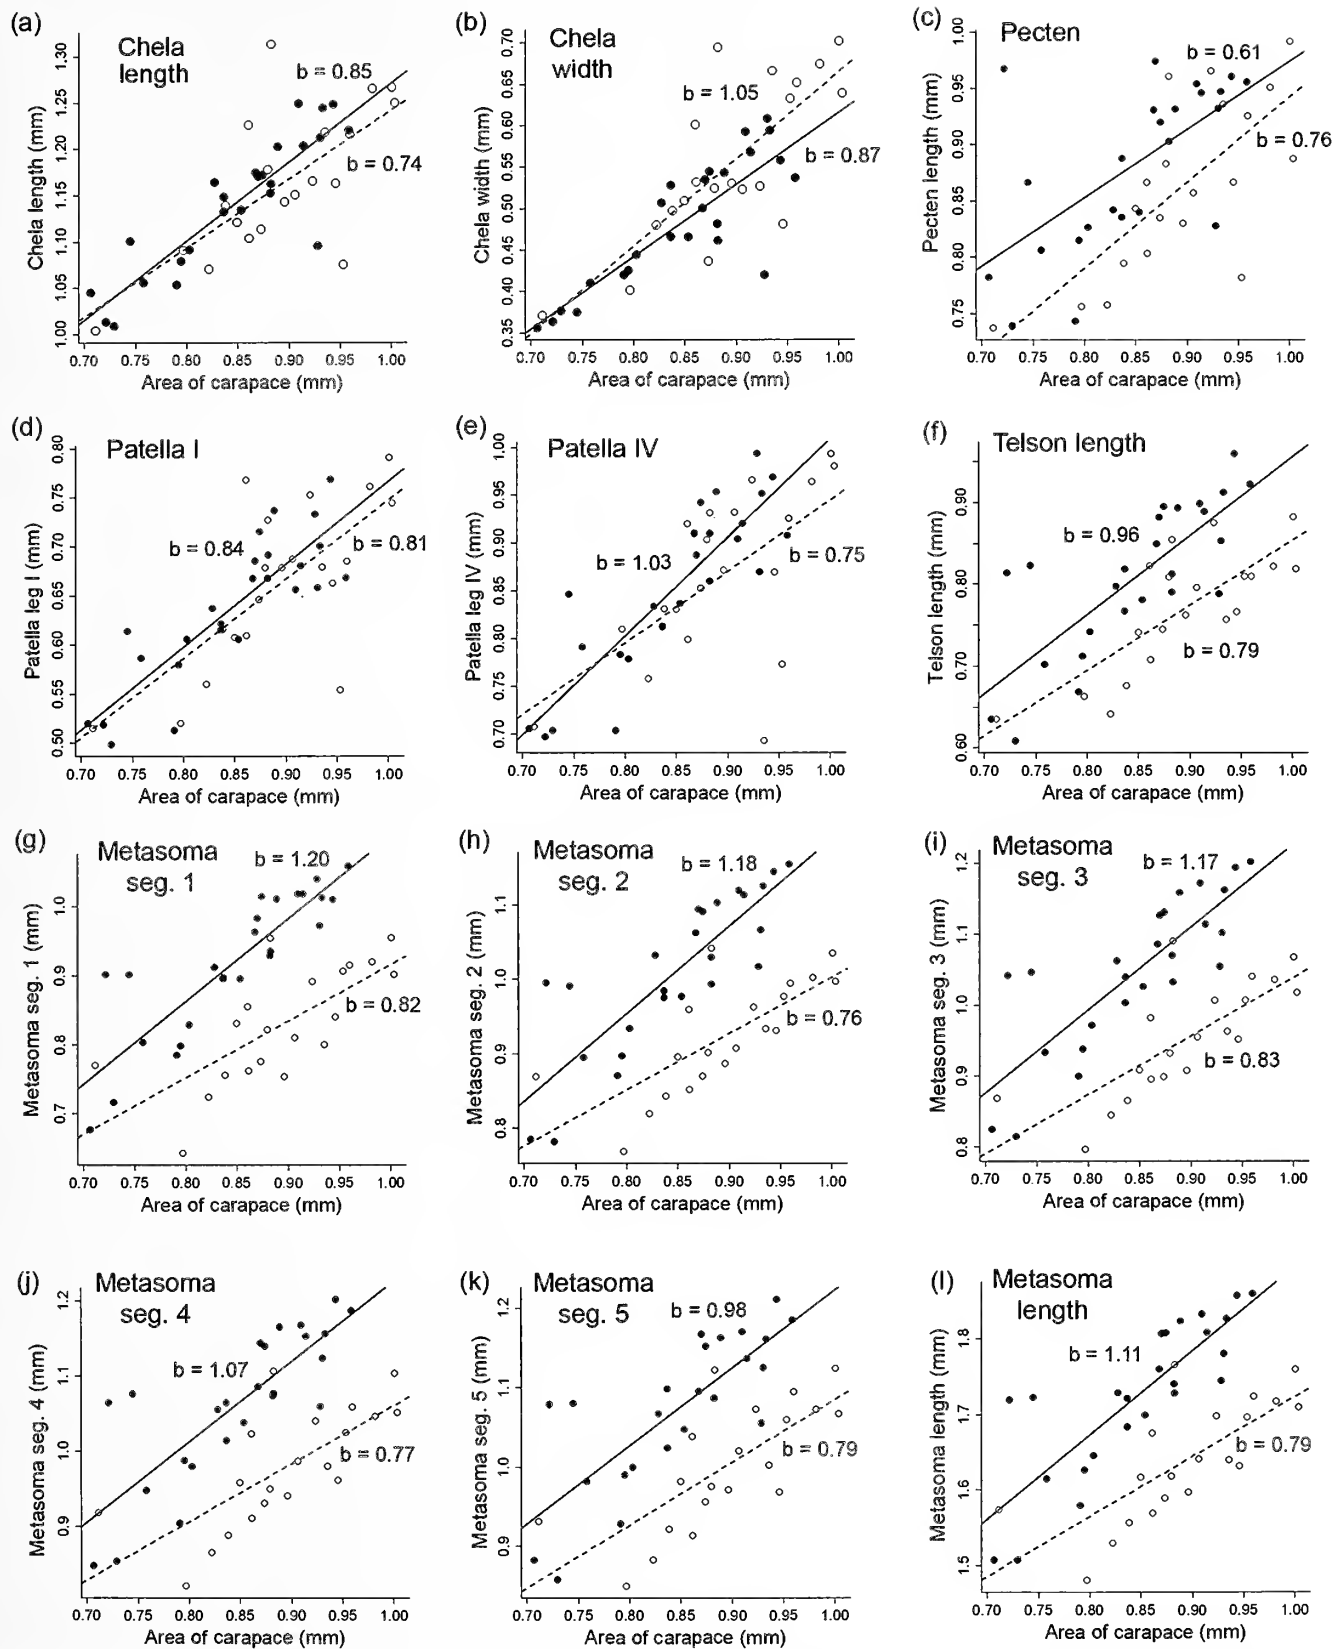 (a)
Chela
length
b = 0.85
b = 0.74
Chela length (mm)
1.00 1.05 1.10 1.15 1.20 1.25 1.30
0.70 0.75 0.80 0.85 0.90 0.95 1.00
Area of carapace (mm)
(b)
Chela
width
b = 1.05
b = 0.87
Chela width (mm)
0.35 0.40 0.45 0.50 0.55 0.60 0.65 0.70
0.70 0.75 0.80 0.85 0.90 0.95 1.00
Area of carapace (mm)
(c)
Pecten
b = 0.61
b = 0.76
Pecten length (mm)
0.75 0.80 0.85 0.90 0.95 1.00
0.70 0.75 0.80 0.85 0.90 0.95 1.00
Area of carapace (mm)
(d)
Patella I
b = 0.84
b = 0.81
Patella leg I (mm)
0.50 0.55 0.60 0.65 0.70 0.75 0.80
0.70 0.75 0.80 0.85 0.90 0.95 1.00
Area of carapace (mm)
(e)
Patella IV
b = 1.03
b = 0.75
Patella leg IV (mm)
0.70 0.75 0.80 0.85 0.90 0.95 1.00
0.70 0.75 0.80 0.85 0.90 0.95 1.00
Area of carapace (mm)
(f)
Telson length
b = 0.96
b = 0.79
Telson length (mm)
0.60 0.70 0.80 0.90
0.70 0.75 0.80 0.85 0.90 0.95 1.00
Area of carapace (mm)
(g)
Metasoma
seg. 1
b = 1.20
b = 0.82
Metasoma seg. 1 (mm)
0.7 0.8 0.9 1.0
0.70 0.75 0.80 0.85 0.90 0.95 1.00
Area of carapace (mm)
(h)
Metasoma
seg. 2
b = 1.18
b = 0.76
Metasoma seg. 2 (mm)
0.8 0.9 1.0 1.1
0.70 0.75 0.80 0.85 0.90 0.95 1.00
Area of carapace (mm)
(i)
Metasoma
seg. 3
b = 1.17
b = 0.83
Metasoma seg. 3 (mm)
0.8 0.9 1.0 1.1 1.2
0.70 0.75 0.80 0.85 0.90 0.95 1.00
Area of carapace (mm)
(j)
Metasoma
seg. 4
b = 1.07
b = 0.77
Metasoma seg. 4 (mm)
0.9 1.0 1.1 1.2
0.70 0.75 0.80 0.85 0.90 0.95 1.00
Area of carapace (mm)
(k)
Metasoma
seg. 5
b = 0.98
b = 0.79
Metasoma seg. 5 (mm)
0.9 1.0 1.1 1.2
0.70 0.75 0.80 0.85 0.90 0.95 1.00
Area of carapace (mm)
(l)
Metasoma
length
b = 1.11
b = 0.79
Metasoma length (mm)
1.5 1.6 1.7 1.8
0.70 0.75 0.80 0.85 0.90 0.95 1.00
Area of carapace (mm)